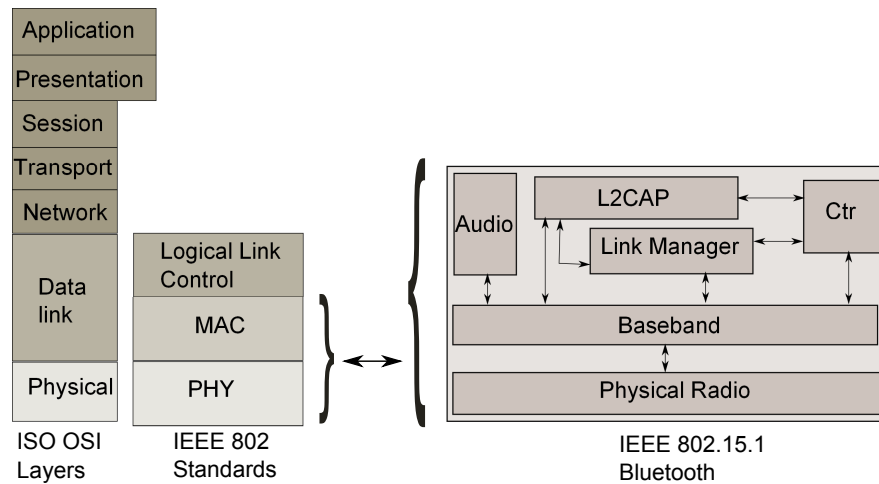 Application
Presentation
Session
Transport
Network
Data
link
Physical
ISO OSI
Layers
Logical Link
Control
MAC
PHY
IEEE 802
Standards
Audio
L2CAP
Link Manager
Ctr
Baseband
Physical Radio
IEEE 802.15.1
Bluetooth